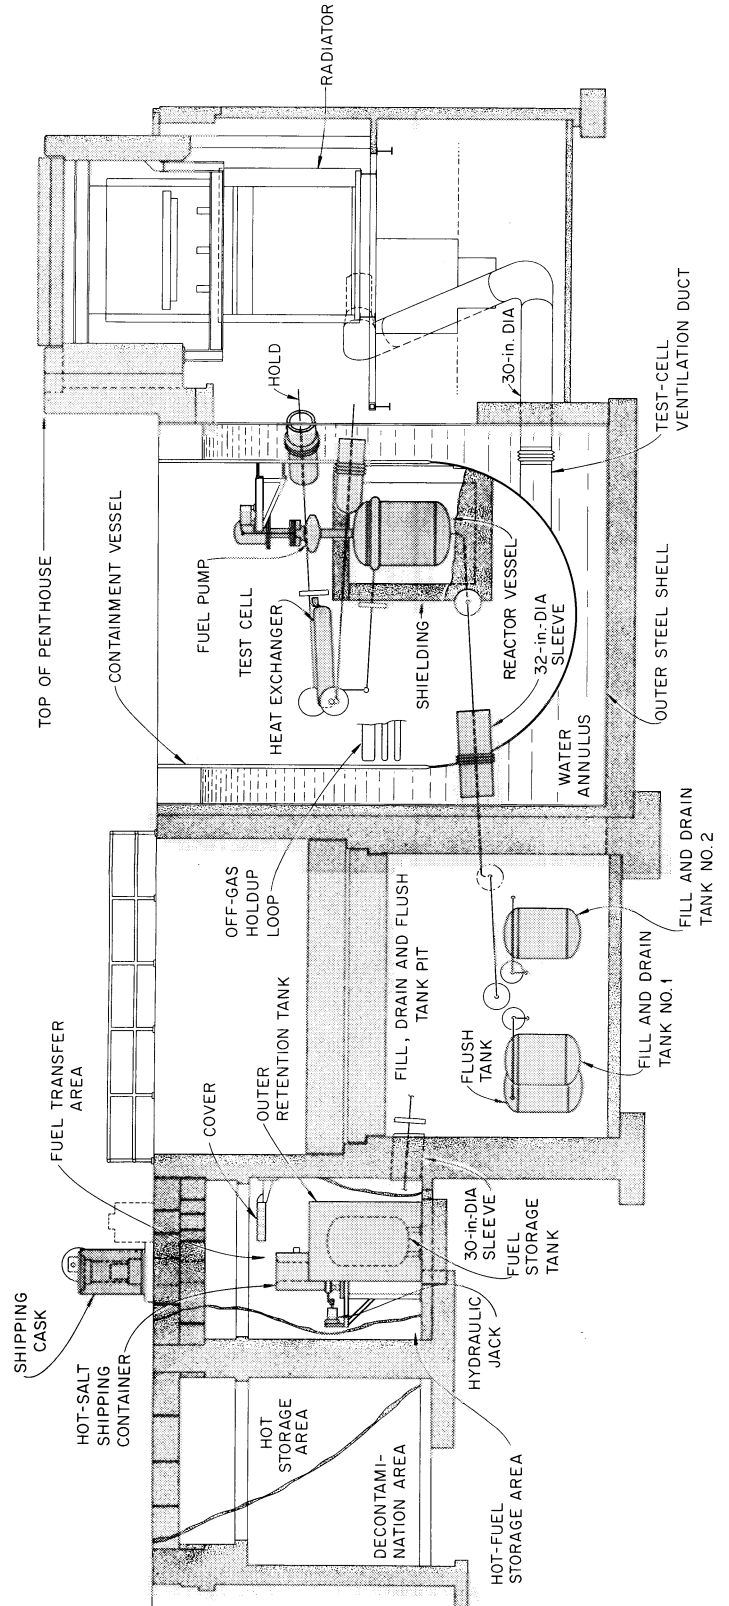 SHIPPING
CASK
HOT-SALT
SHIPPING
CONTAINER
FUEL TRANSFER
AREA
COVER
OUTER
RETENTION TANK
OFF-GAS
HOLDUP
LOOP
TOP OF PENTHOUSE
CONTAINMENT VESSEL
FUEL PUMP
TEST CELL
HEAT EXCHANGER
HOLD
RADIATOR
HOT
STORAGE
AREA
DECONTAMI-
NATION AREA
HOT-FUEL
STORAGE AREA
HYDRAULIC
JACK
30-in.-DIA
SLEEVE
FUEL
STORAGE
TANK
FILL, DRAIN AND FLUSH
TANK PIT
FLUSH
TANK
FILL AND DRAIN
TANK NO.1
FILL AND DRAIN
TANK NO.2
SHIELDING
REACTOR VESSEL
32-in.-DIA
SLEEVE
WATER
ANNULUS
OUTER STEEL SHELL
30-in. DIA
TEST-CELL
VENTILATION DUCT